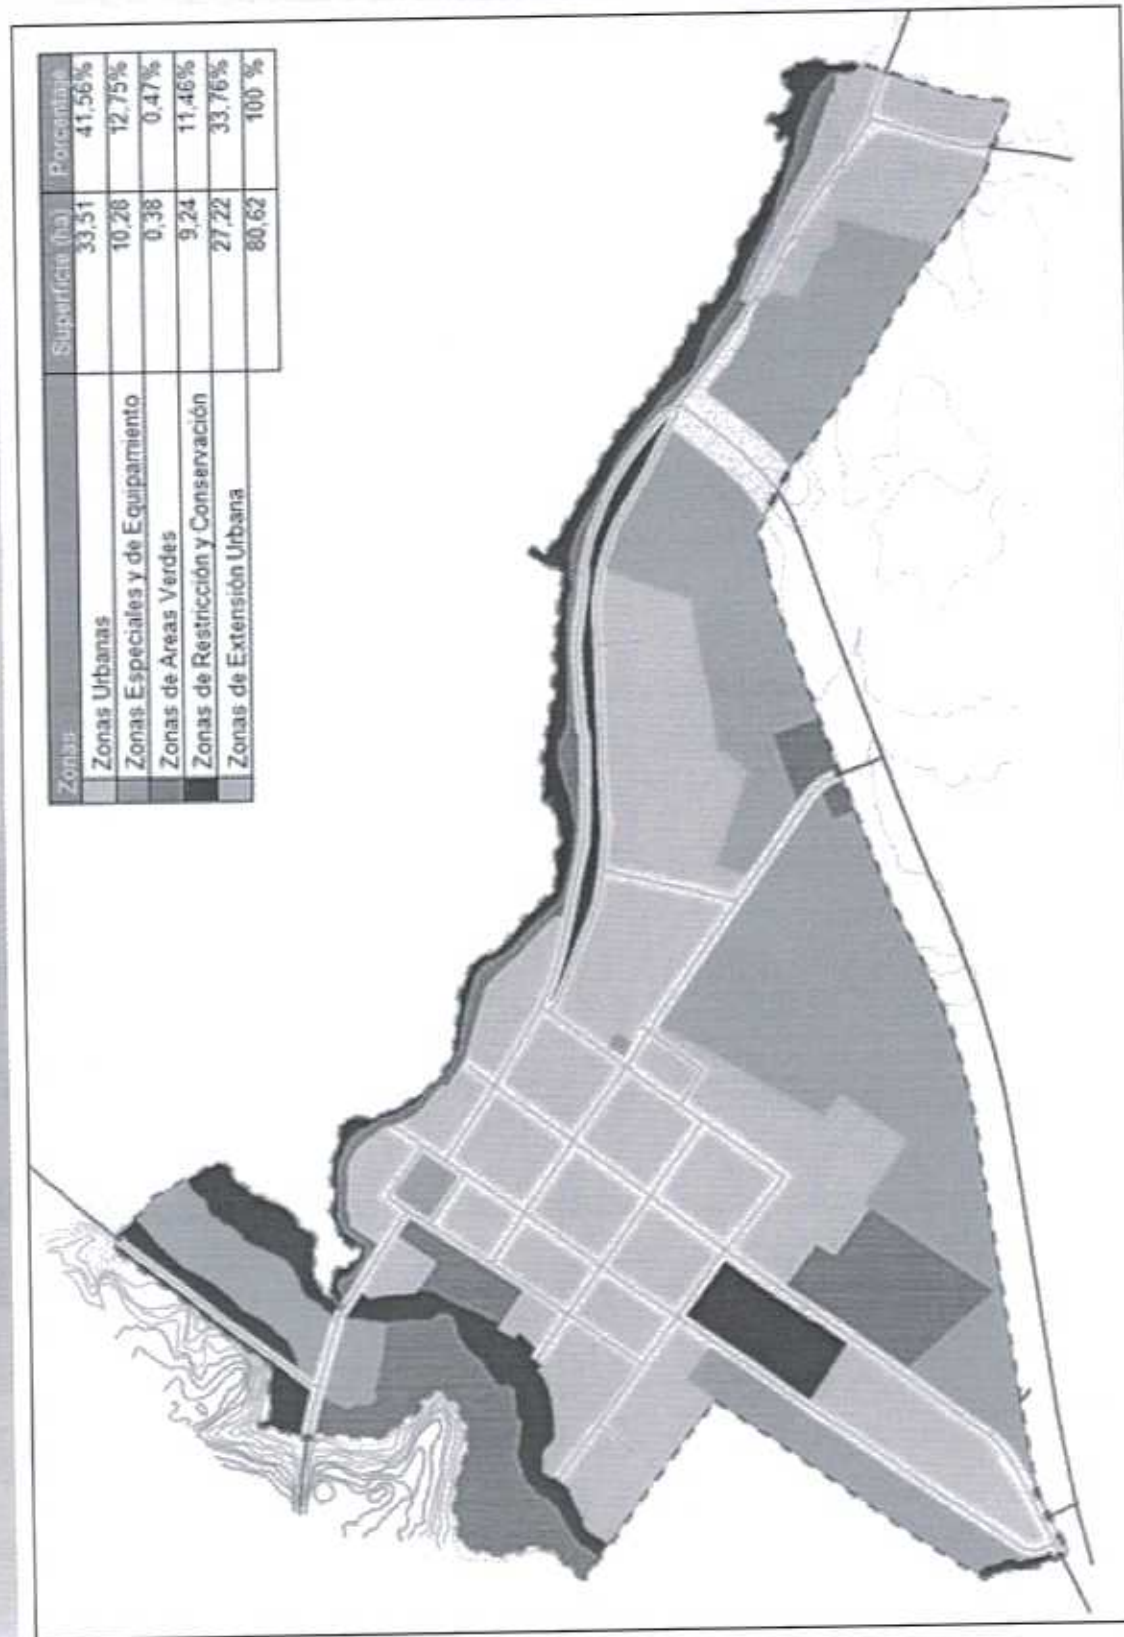 Zonas Superficie (ha) Porcentaje
Zonas Urbanas 33,51 41,56%
Zonas Especiales y de Equipamiento 10,28 12,75%
Zonas de Areas Verdes 0,38 0,47%
Zonas de Restricción y Conservación 9,24 11,46%
Zonas de Extensión Urbana 27,22 33,76%
80,62 100 %